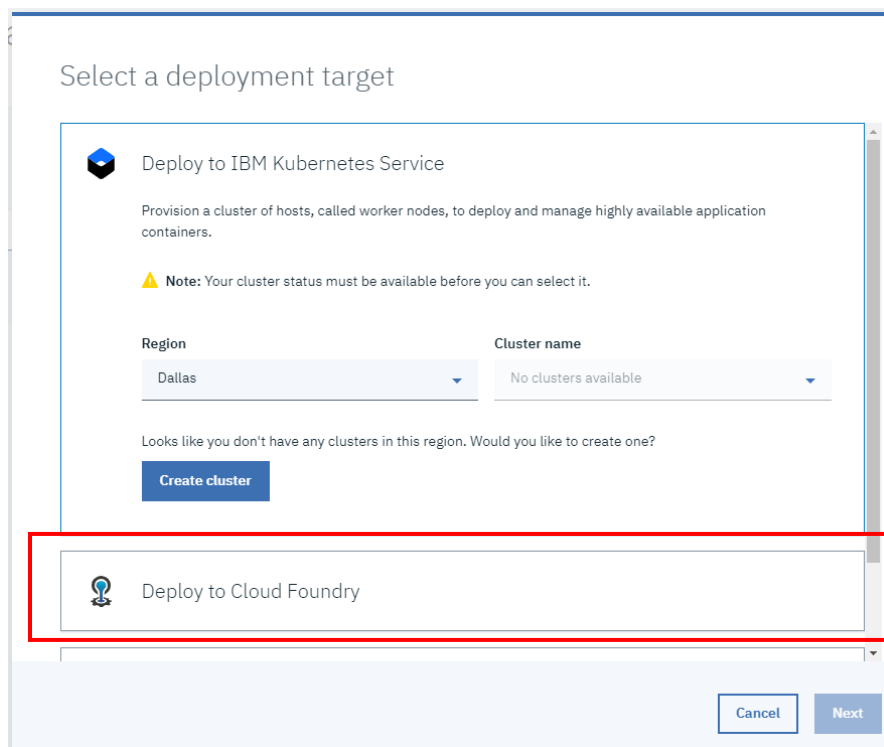 Select a deployment target
Deploy to IBM Kubernetes Service
Provision a cluster of hosts, called worker nodes, to deploy and manage highly available application
containers.
Note: Your cluster status must be available before you can select it.
Region
Cluster name
Dallas
No clusters available
Looks like you don't have any clusters in this region. Would you like to create one?
Create cluster
Deploy to Cloud Foundry
Cancel
Next